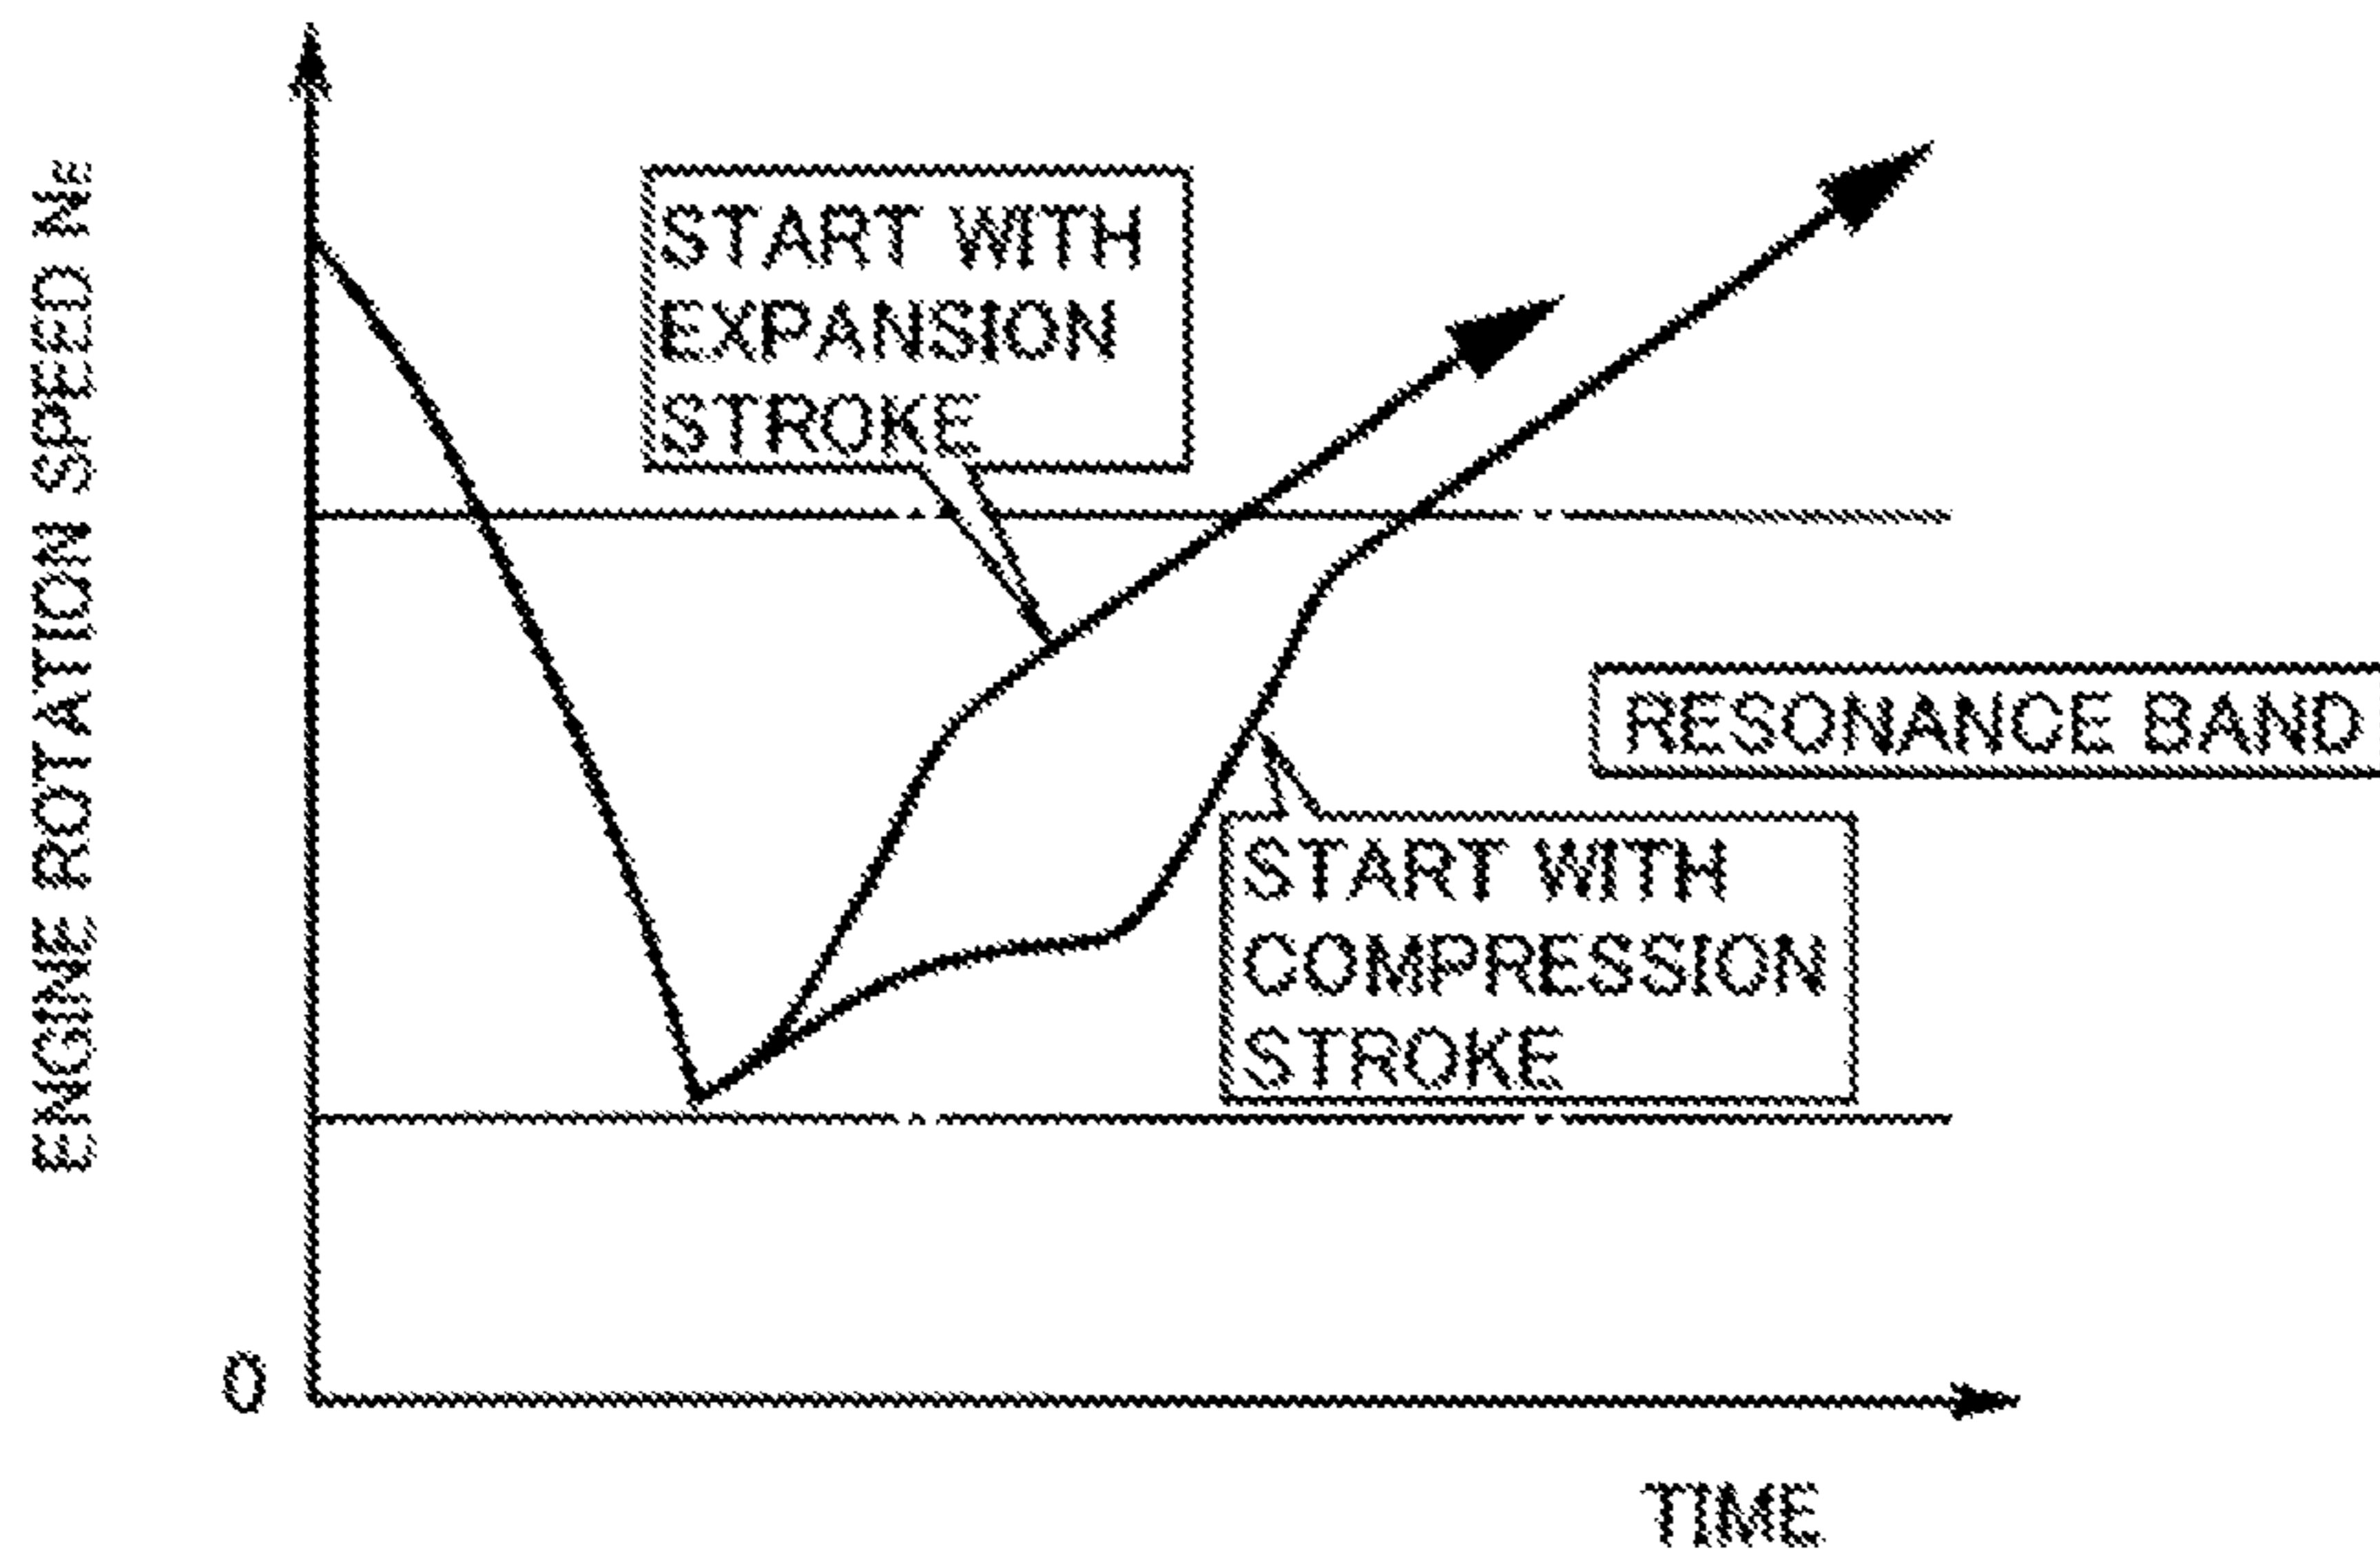 ENGINE ROTATION SPEED NE
START WITH
EXPANSION
STROKE
RESONANCE BAND
START WITH
COMPRESSION
STROKE
0
TIME